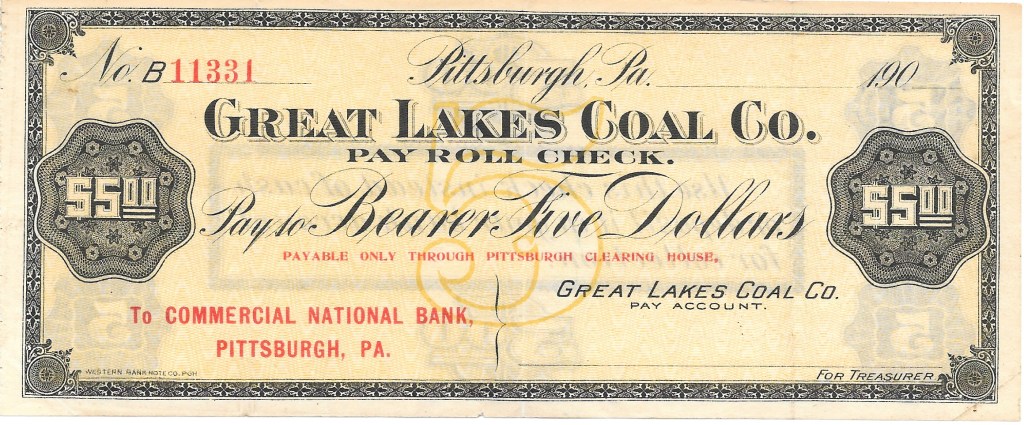 No. B11331 Pittsburgh, Pa. 190
GREAT LAKES COAL CO.
PAY ROLL CHECK.
$5.00 Pay to Bearer Five Dollars $5.00
PAYABLE ONLY THROUGH PITTSBURGH CLEARING HOUSE.
5
GREAT LAKES COAL CO.
PAY ACCOUNT.
To COMMERCIAL NATIONAL BANK,
PITTSBURGH, PA.
WESTERN BANK NOTE CO. PGH
FOR TREASURER.